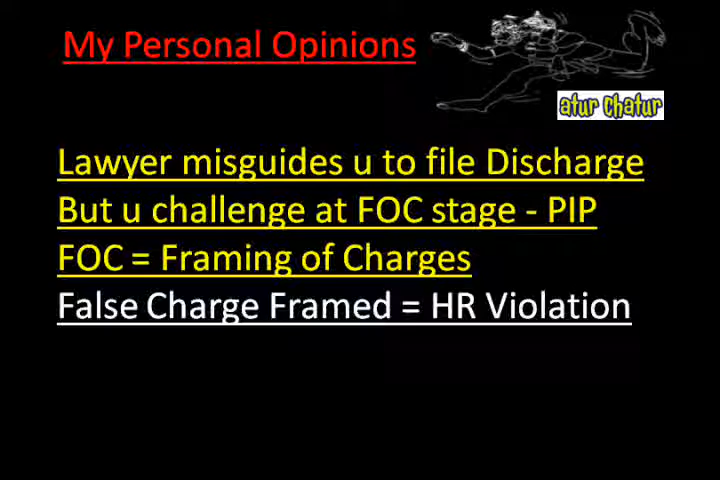 My Personal Opinions
atur chatur
Lawyer misguides u to file Discharge
But u challenge at FOC stage - PIP
FOC = Framing of Charges
False Charge Framed = HR Violation